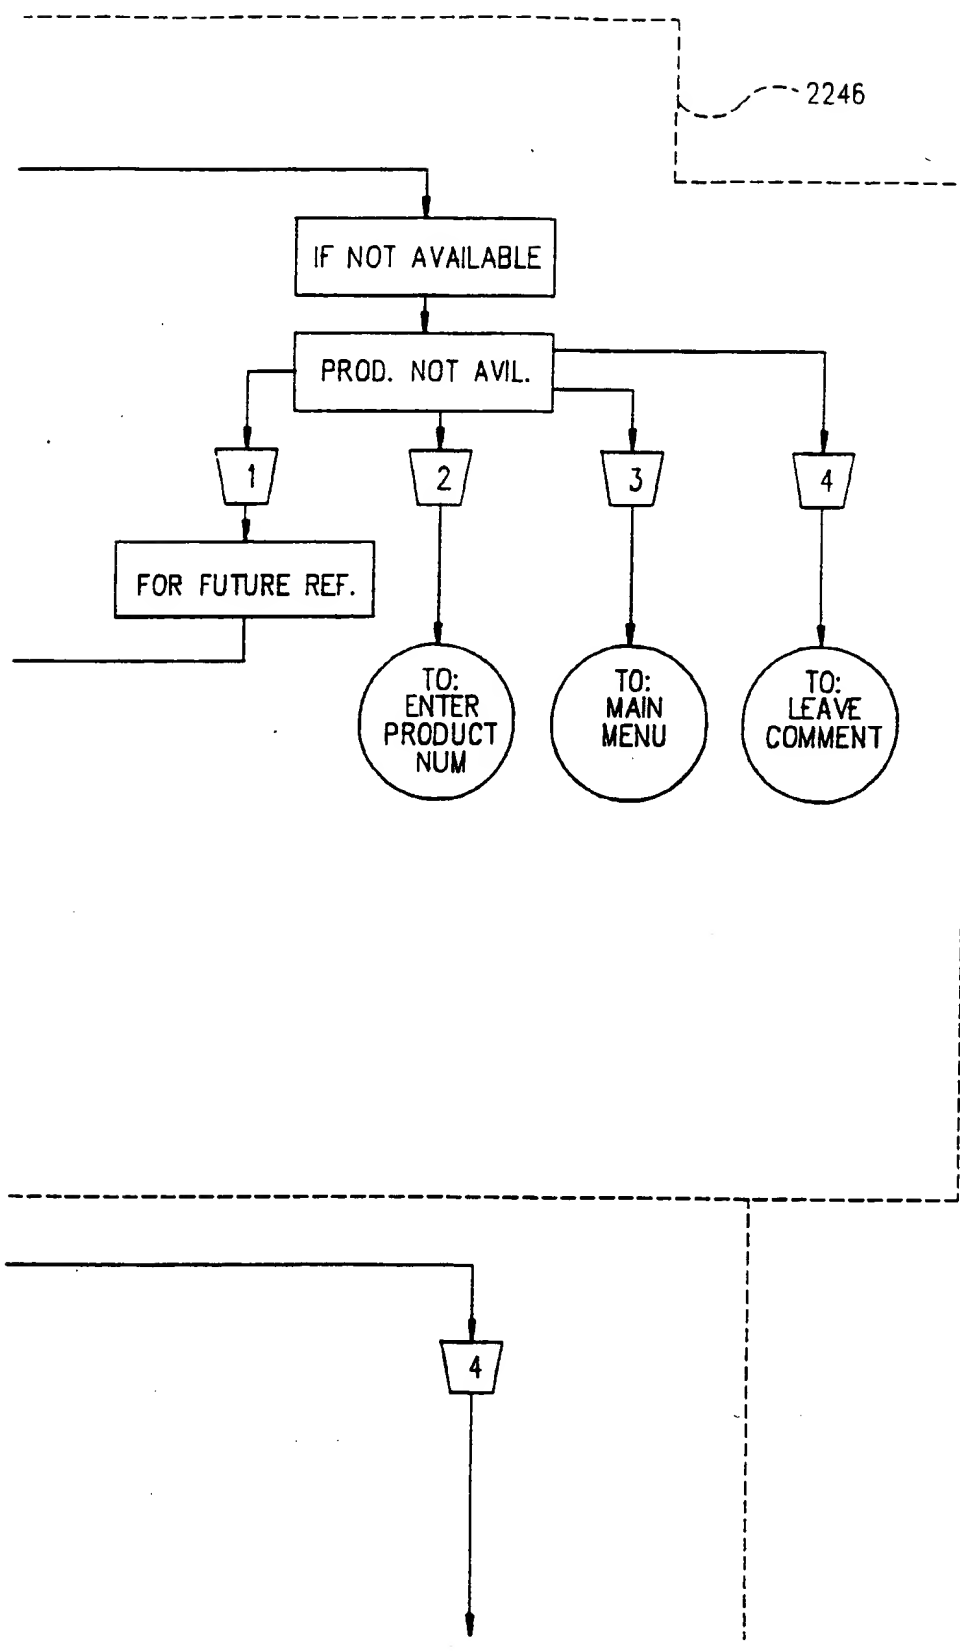 2246
IF NOT AVAILABLE
PROD. NOT AVIL.
1
2
3
4
FOR FUTURE REF.
TO:
ENTER
PRODUCT
NUM
TO:
MAIN
MENU
TO:
LEAVE
COMMENT
4